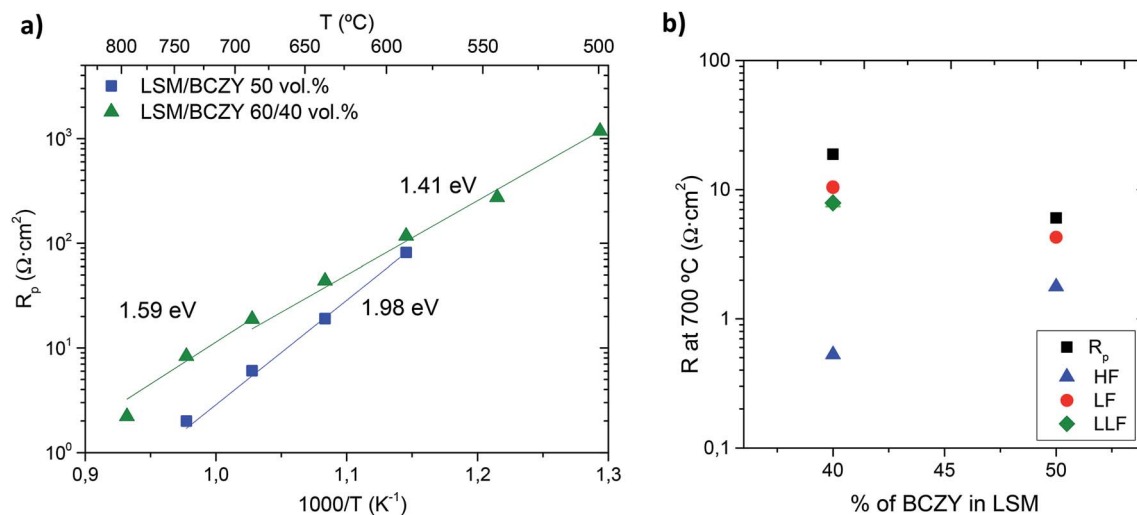 a)
T (ºC)
800 750 700 650 600 550 500
LSM/BCZY 50 vol.%
LSM/BCZY 60/40 vol.%
10³
10²
10¹
10⁰
Rₚ (Ω·cm²)
1.41 eV
1.59 eV
1.98 eV
0,9 1,0 1,1 1,2 1,3
1000/T (K⁻¹)
b)
100
10
1
0,1
R at 700 ºC (Ω·cm²)
Rₚ
HF
LF
LLF
40 45 50
% of BCZY in LSM